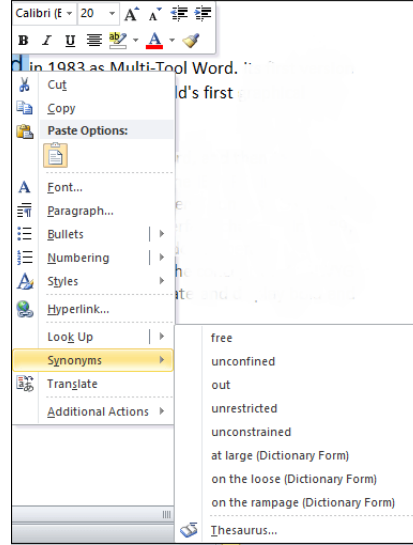 Calibri (E 20 A A
B I U ab A
d in 1983 as Multi-Tool Word.
Cut ld's first
Copy
Paste Options:
A Font...
Paragraph...
Bullets
Numbering
Styles
Hyperlink...
Look Up
Synonyms
Translate
Additional Actions
free
unconfined
out
unrestricted
unconstrained
at large (Dictionary Form)
on the loose (Dictionary Form)
on the rampage (Dictionary Form)
Thesaurus...